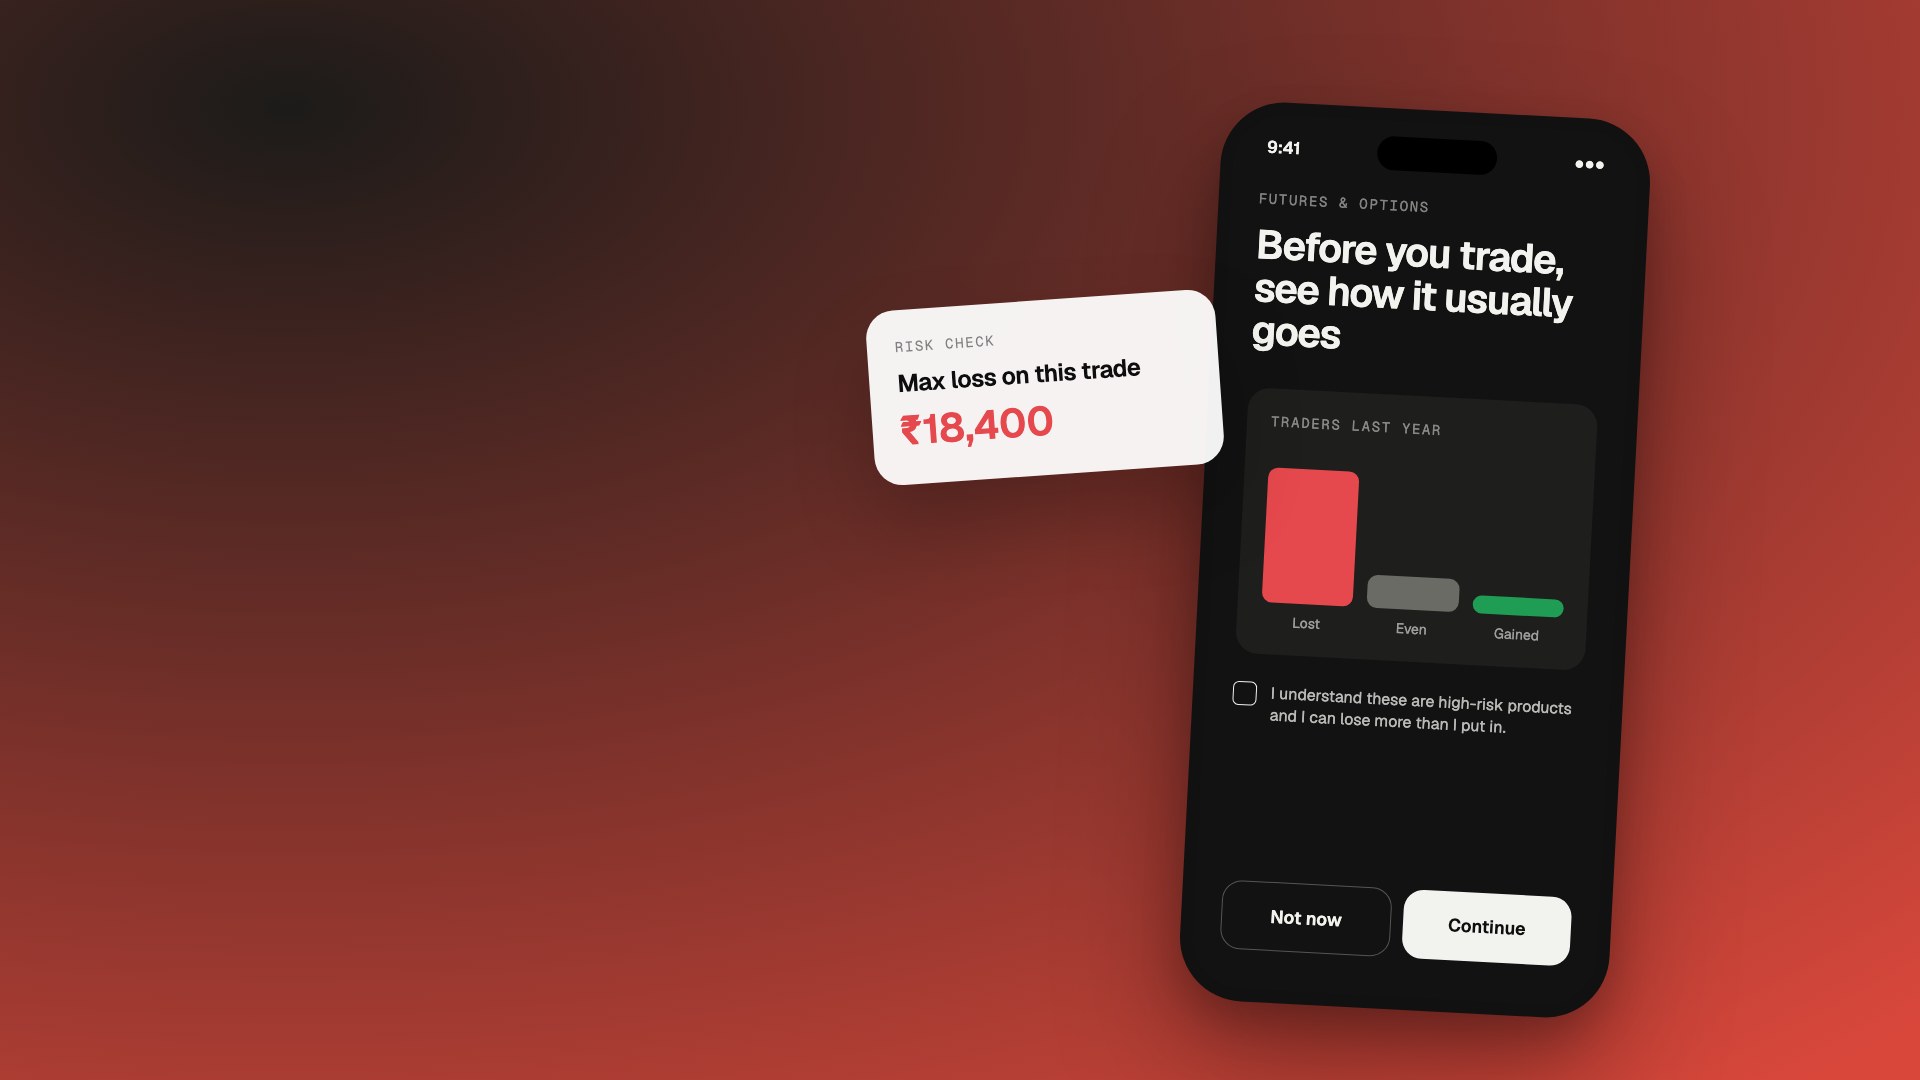 9:41
FUTURES & OPTIONS
Before you trade,
see how it usually
goes
RISK CHECK
Max loss on this trade
₹18,400
TRADERS LAST YEAR
Lost
Even
Gained
I understand these are high-risk products
and I can lose more than I put in.
Not now
Continue